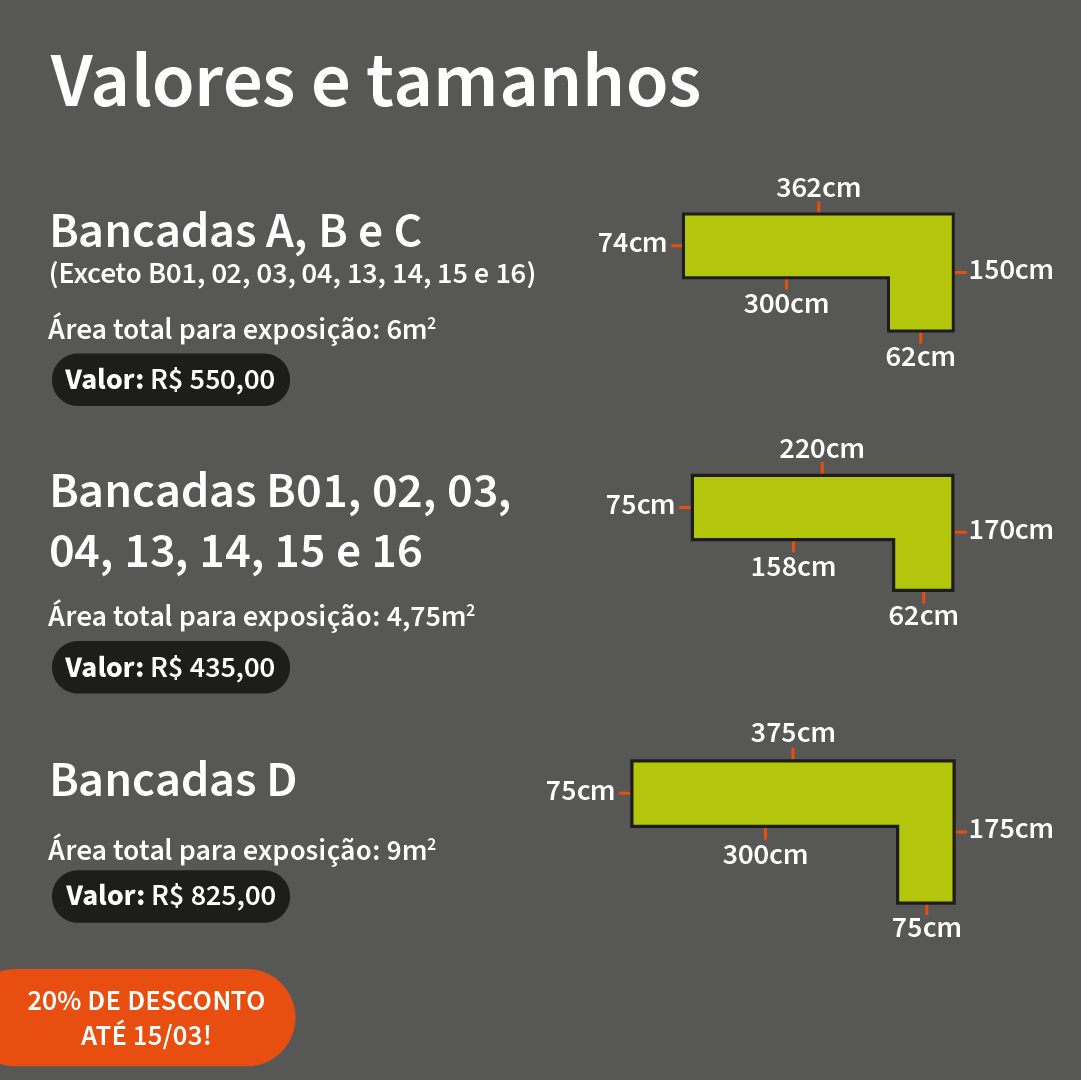 Valores e tamanhos
Bancadas A, B e C
(Exceto B01, 02, 03, 04, 13, 14, 15 e 16)
Área total para exposição: 6m²
Valor: R$ 550,00
362cm
74cm
150cm
300cm
62cm
Bancadas B01, 02, 03,
04, 13, 14, 15 e 16
Área total para exposição: 4,75m²
Valor: R$ 435,00
220cm
75cm
170cm
158cm
62cm
Bancadas D
Área total para exposição: 9m²
Valor: R$ 825,00
375cm
75cm
175cm
300cm
75cm
20% DE DESCONTO
ATÉ 15/03!